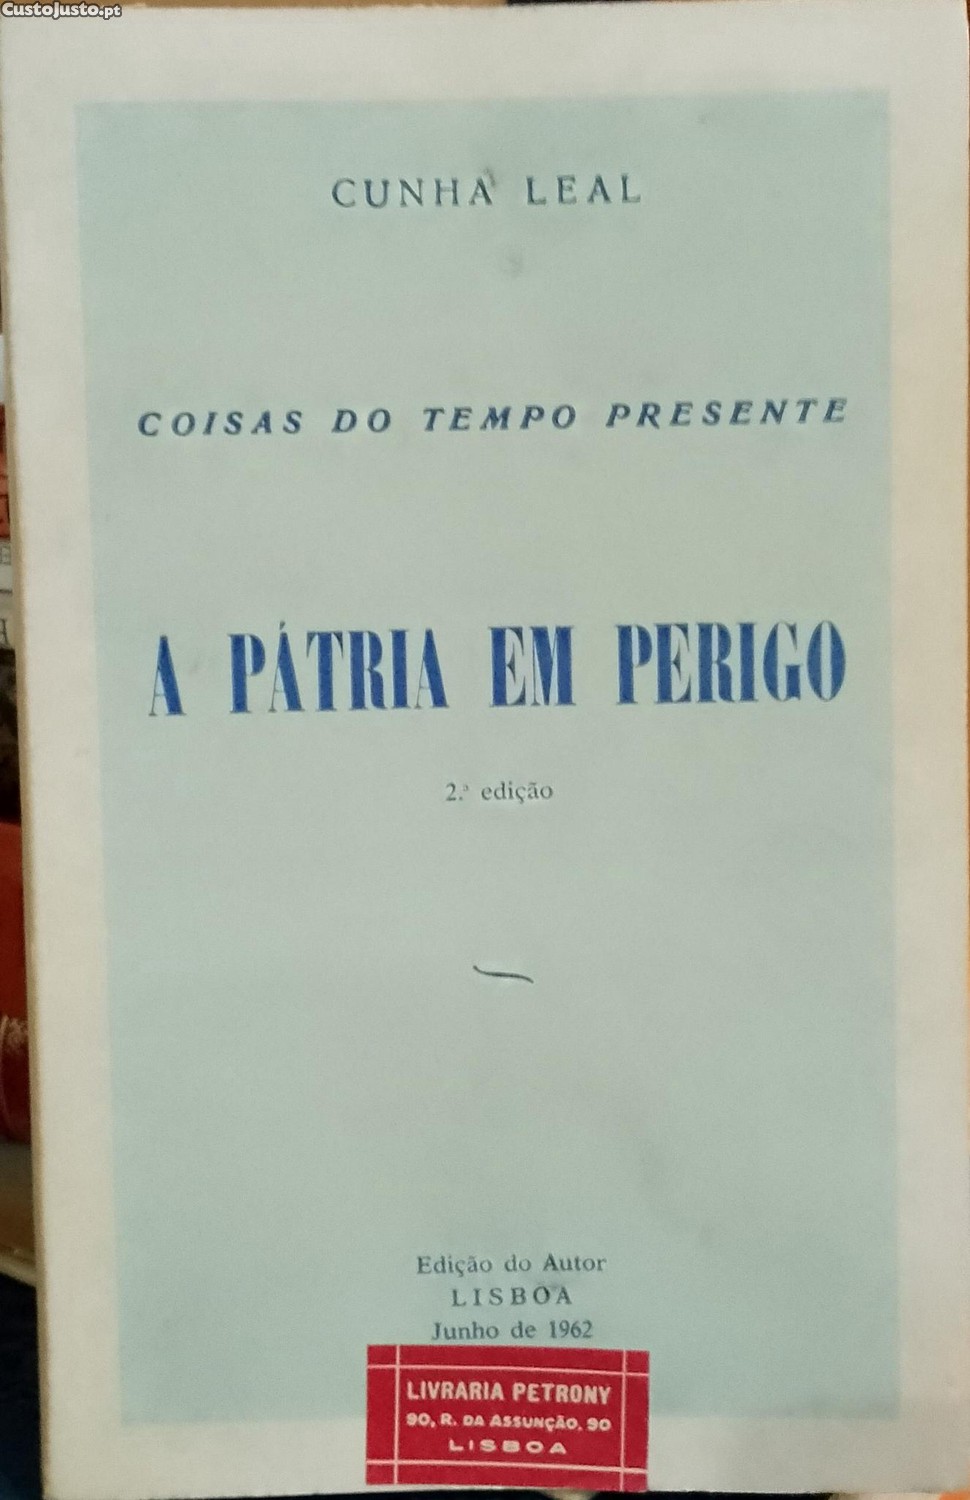 CustoJusto.pt
CUNHA LEAL
COISAS DO TEMPO PRESENTE
A PÁTRIA EM PERIGO
2.ª edição
Edição do Autor
LISBOA
Junho de 1962
LIVRARIA PETRONY
90, R. DA ASSUNÇÃO, 90
LISBOA